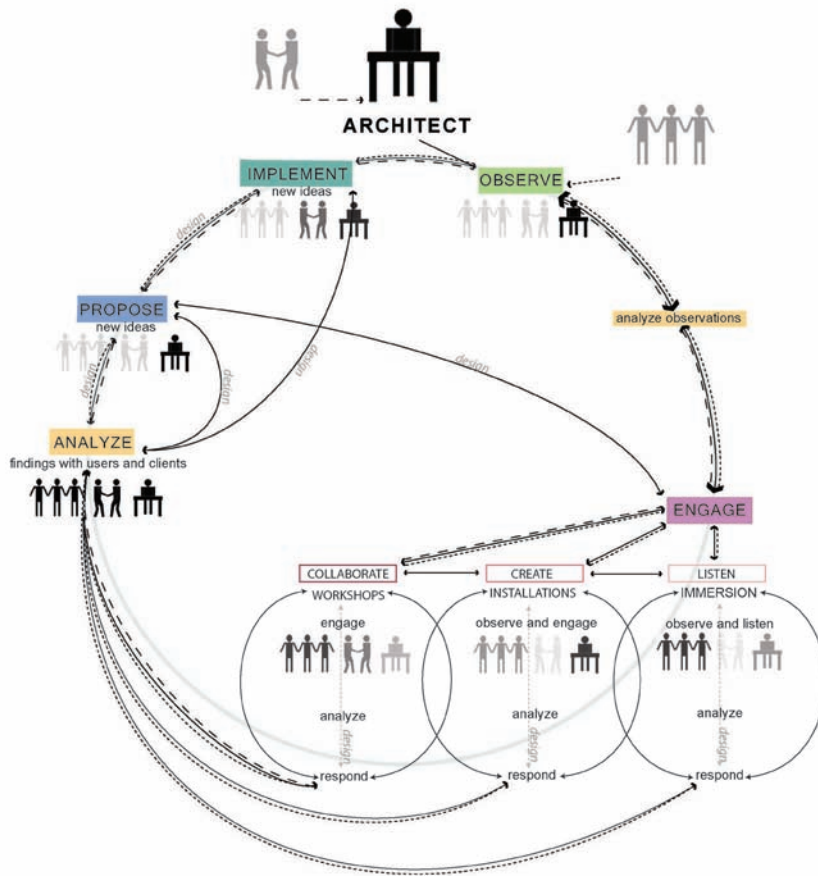 ARCHITECT
IMPLEMENT
new ideas
OBSERVE
design
PROPOSE
new ideas
analyze observations
design
design
design
design
ANALYZE
findings with users and clients
ENGAGE
COLLABORATE
CREATE
LISTEN
WORKSHOPS
INSTALLATIONS
IMMERSION
engage
observe and engage
observe and listen
analyze
analyze
analyze
design
design
design
respond
respond
respond